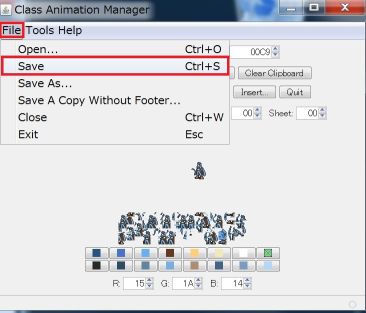 Class Animation Manager
File Tools Help
Open... Ctrl+O
Save Ctrl+S
Save As...
Save A Copy Without Footer...
Close Ctrl+W
Exit Esc
00C9
Clear Clipboard
Insert... Quit
00 Sheet: 00
R: 15 G: 1A B: 14